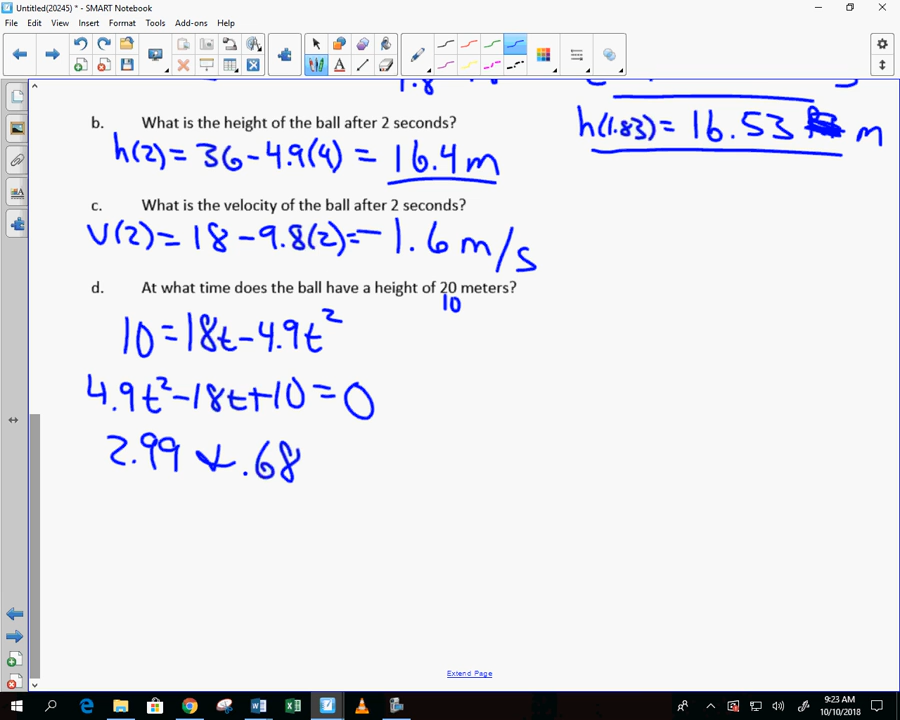 Untitled(20245) * - SMART Notebook
File Edit View Insert Format Tools Add-ons Help
b. What is the height of the ball after 2 seconds?
h(1.83) = 16.53 m
h(2) = 36 - 4.9(4) = 16.4 m
c. What is the velocity of the ball after 2 seconds?
v(2) = 18 - 9.8(2) = -1.6 m/s
d. At what time does the ball have a height of 20 meters?
10
10 = 18t - 4.9t²
4.9t² - 18t + 10 = 0
2.99 & .68
Extend Page
9:23 AM
10/10/2018